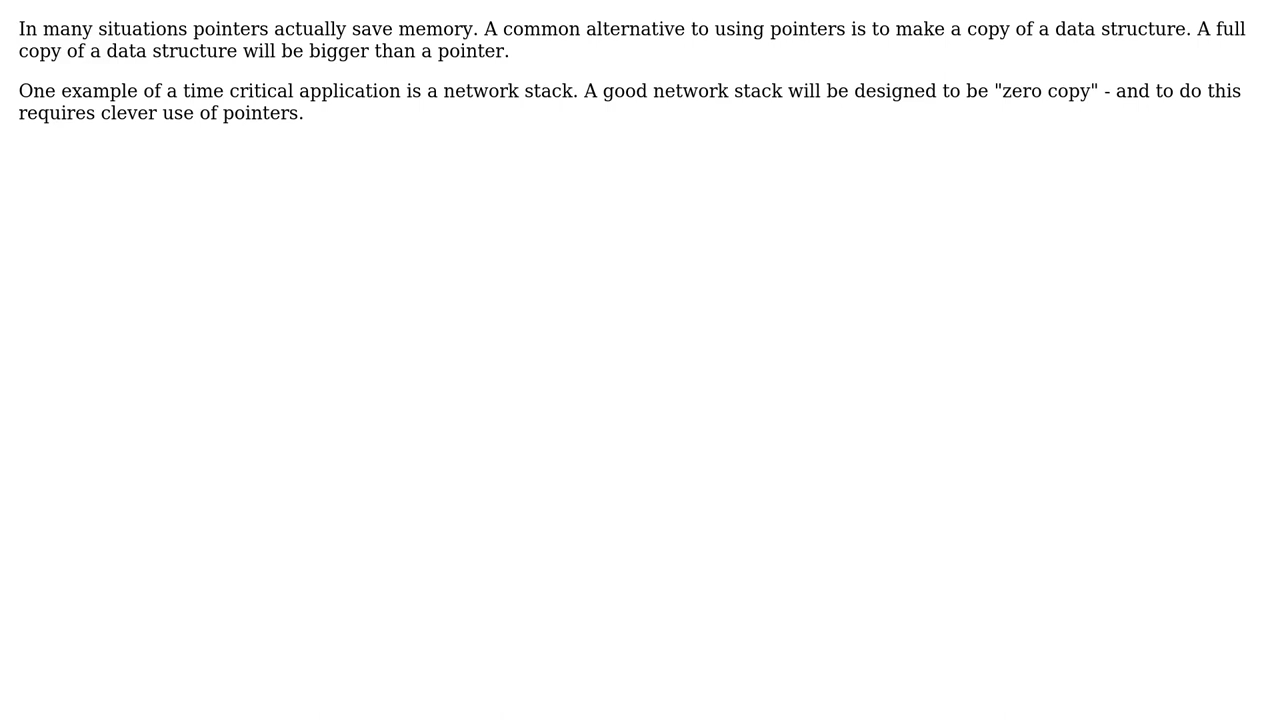 In many situations pointers actually save memory. A common alternative to using pointers is to make a copy of a data structure. A full
copy of a data structure will be bigger than a pointer.
One example of a time critical application is a network stack. A good network stack will be designed to be "zero copy" - and to do this
requires clever use of pointers.